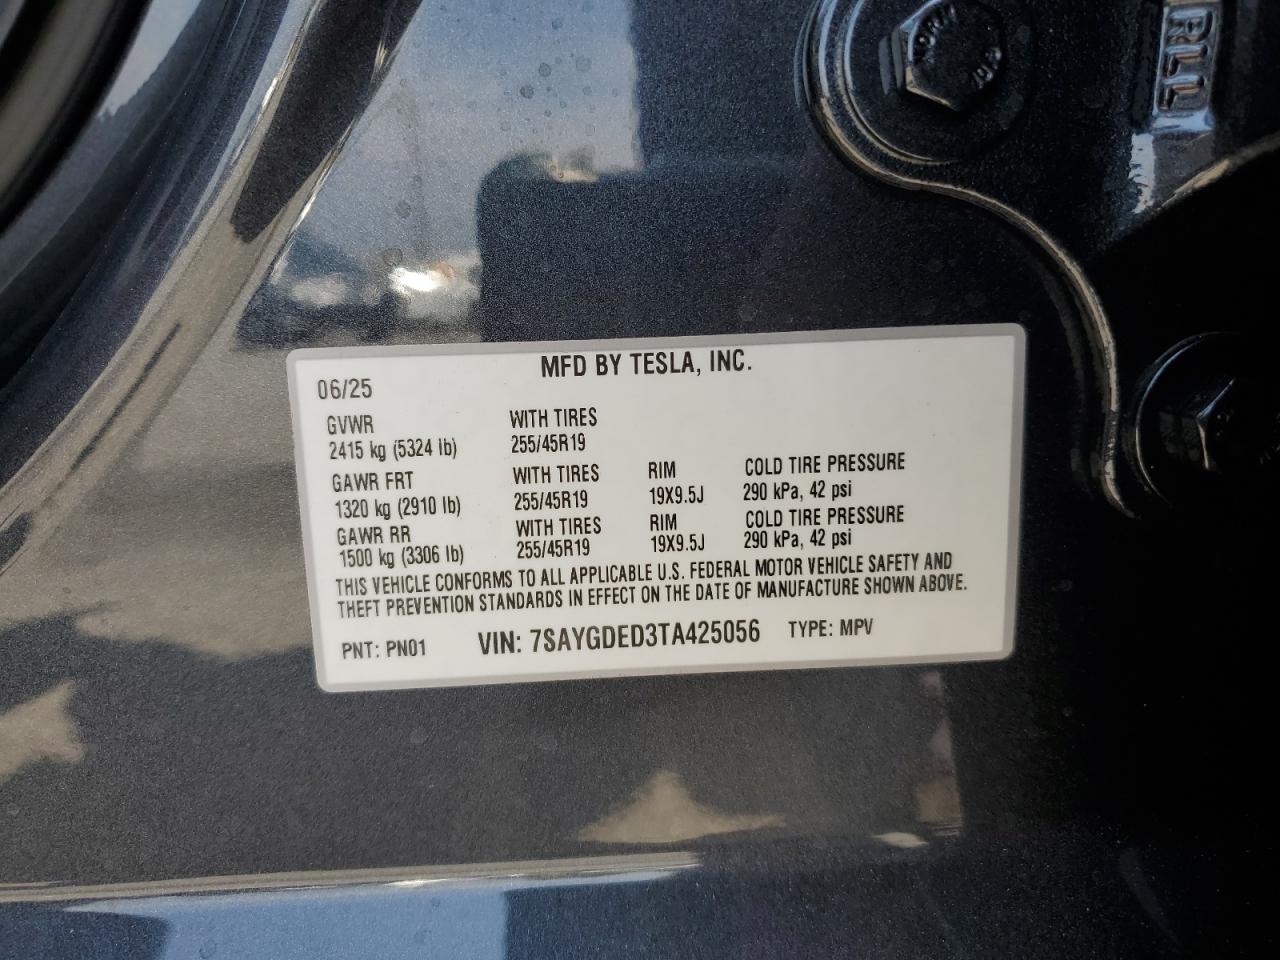 RLL
MFD BY TESLA, INC.
06/25
GVWR WITH TIRES
2415 kg (5324 lb) 255/45R19
GAWR FRT WITH TIRES RIM COLD TIRE PRESSURE
1320 kg (2910 lb) 255/45R19 19X9.5J 290 kPa, 42 psi
GAWR RR WITH TIRES RIM COLD TIRE PRESSURE
1500 kg (3306 lb) 255/45R19 19X9.5J 290 kPa, 42 psi
THIS VEHICLE CONFORMS TO ALL APPLICABLE U.S. FEDERAL MOTOR VEHICLE SAFETY AND
THEFT PREVENTION STANDARDS IN EFFECT ON THE DATE OF MANUFACTURE SHOWN ABOVE.
PNT: PN01 VIN: 7SAYGDED3TA425056 TYPE: MPV